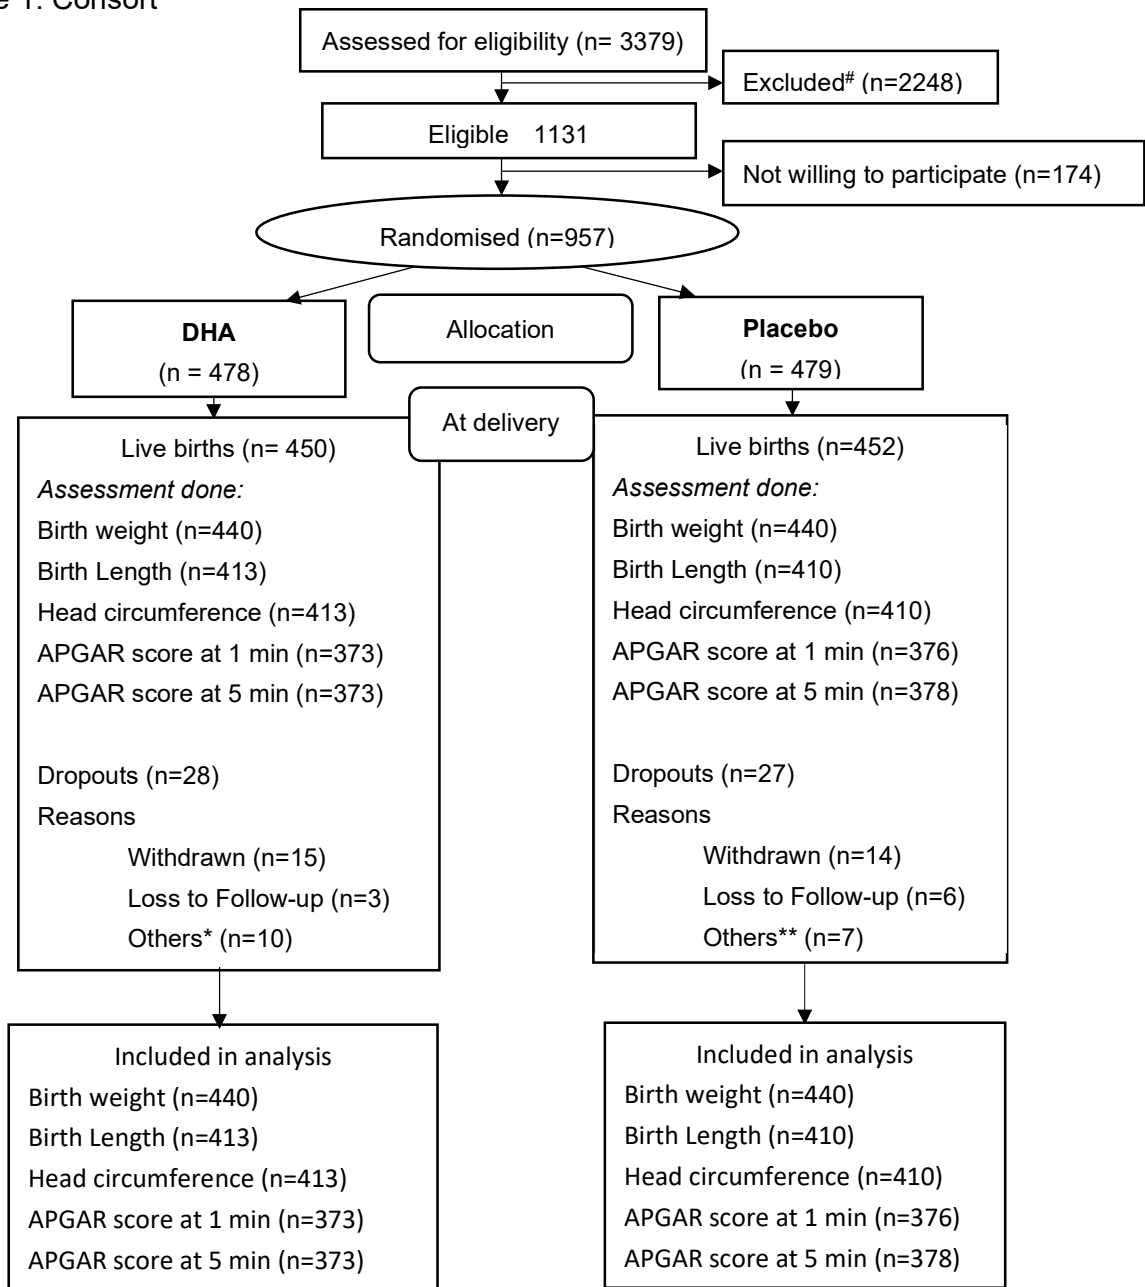 e 1: Consort
Assessed for eligibility (n= 3379)
Excluded# (n=2248)
Eligible 1131
Not willing to participate (n=174)
Randomised (n=957)
DHA
(n = 478)
Allocation
Placebo
(n = 479)
At delivery
Live births (n= 450)
Assessment done:
Birth weight (n=440)
Birth Length (n=413)
Head circumference (n=413)
APGAR score at 1 min (n=373)
APGAR score at 5 min (n=373)
Dropouts (n=28)
Reasons
Withdrawn (n=15)
Loss to Follow-up (n=3)
Others* (n=10)
Live births (n=452)
Assessment done:
Birth weight (n=440)
Birth Length (n=410)
Head circumference (n=410)
APGAR score at 1 min (n=376)
APGAR score at 5 min (n=378)
Dropouts (n=27)
Reasons
Withdrawn (n=14)
Loss to Follow-up (n=6)
Others** (n=7)
Included in analysis
Birth weight (n=440)
Birth Length (n=413)
Head circumference (n=413)
APGAR score at 1 min (n=373)
APGAR score at 5 min (n=373)
Included in analysis
Birth weight (n=440)
Birth Length (n=410)
Head circumference (n=410)
APGAR score at 1 min (n=376)
APGAR score at 5 min (n=378)